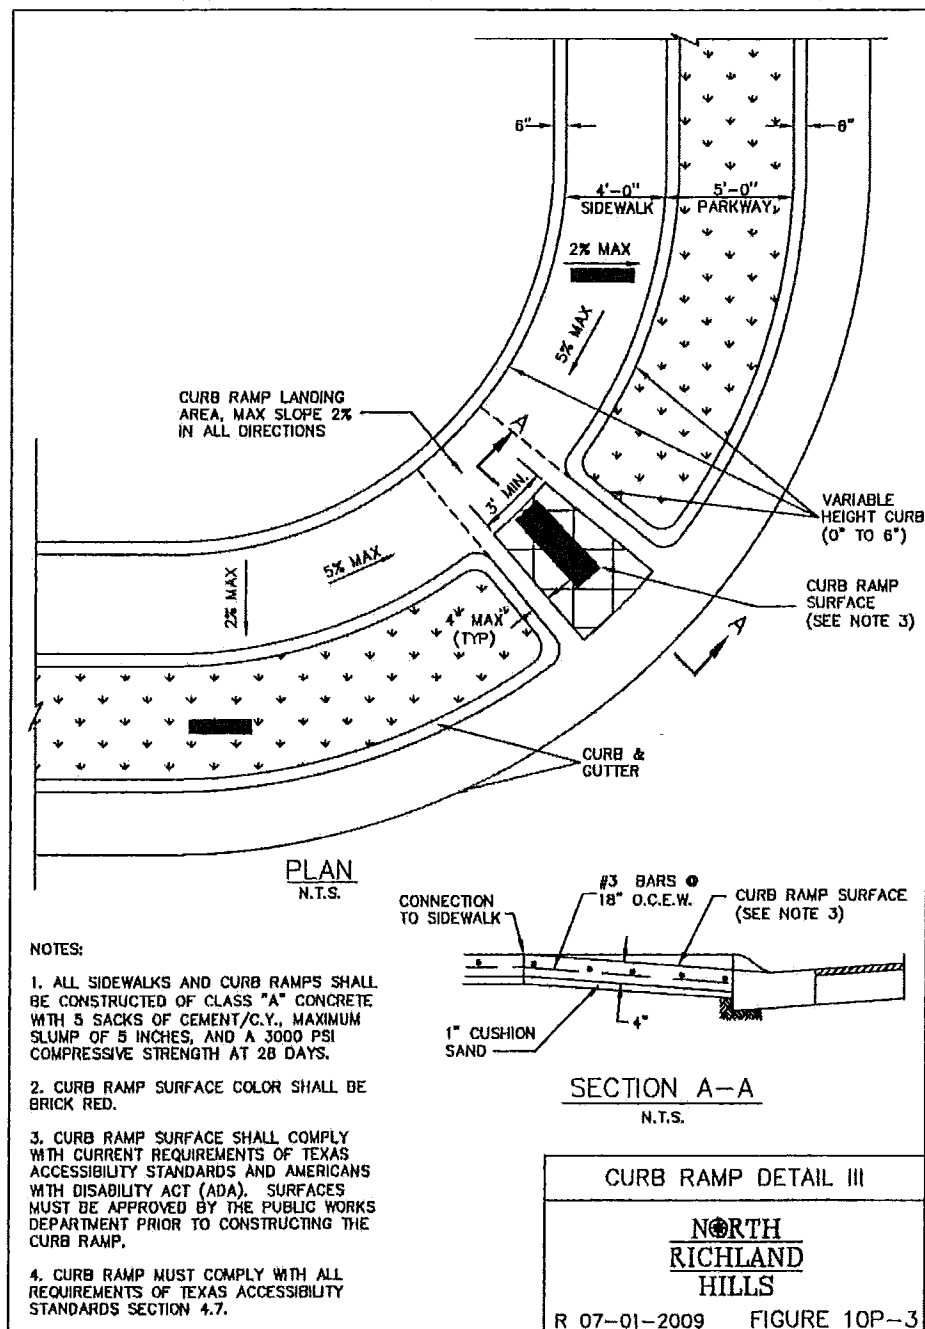 6"
6"
4'-0"
SIDEWALK
5'-0"
PARKWAY
2% MAX
5% MAX
CURB RAMP LANDING
AREA, MAX SLOPE 2%
IN ALL DIRECTIONS
A
3' MIN.
VARIABLE
HEIGHT CURB
(0" TO 6")
5% MAX
2% MAX
CURB RAMP
SURFACE
(SEE NOTE 3)
4" MAX
(TYP)
A
CURB &
GUTTER
PLAN
N.T.S.
CONNECTION
TO SIDEWALK
#3 BARS @
18" O.C.E.W.
CURB RAMP SURFACE
(SEE NOTE 3)
1" CUSHION
SAND
4"
SECTION A-A
N.T.S.
NOTES:
1. ALL SIDEWALKS AND CURB RAMPS SHALL
BE CONSTRUCTED OF CLASS "A" CONCRETE
WITH 5 SACKS OF CEMENT/C.Y., MAXIMUM
SLUMP OF 5 INCHES, AND A 3000 PSI
COMPRESSIVE STRENGTH AT 28 DAYS.
2. CURB RAMP SURFACE COLOR SHALL BE
BRICK RED.
3. CURB RAMP SURFACE SHALL COMPLY
WITH CURRENT REQUIREMENTS OF TEXAS
ACCESSIBILITY STANDARDS AND AMERICANS
WITH DISABILITY ACT (ADA). SURFACES
MUST BE APPROVED BY THE PUBLIC WORKS
DEPARTMENT PRIOR TO CONSTRUCTING THE
CURB RAMP.
4. CURB RAMP MUST COMPLY WITH ALL
REQUIREMENTS OF TEXAS ACCESSIBILITY
STANDARDS SECTION 4.7.
CURB RAMP DETAIL III
NORTH
RICHLAND
HILLS
R 07-01-2009 FIGURE 10P-3